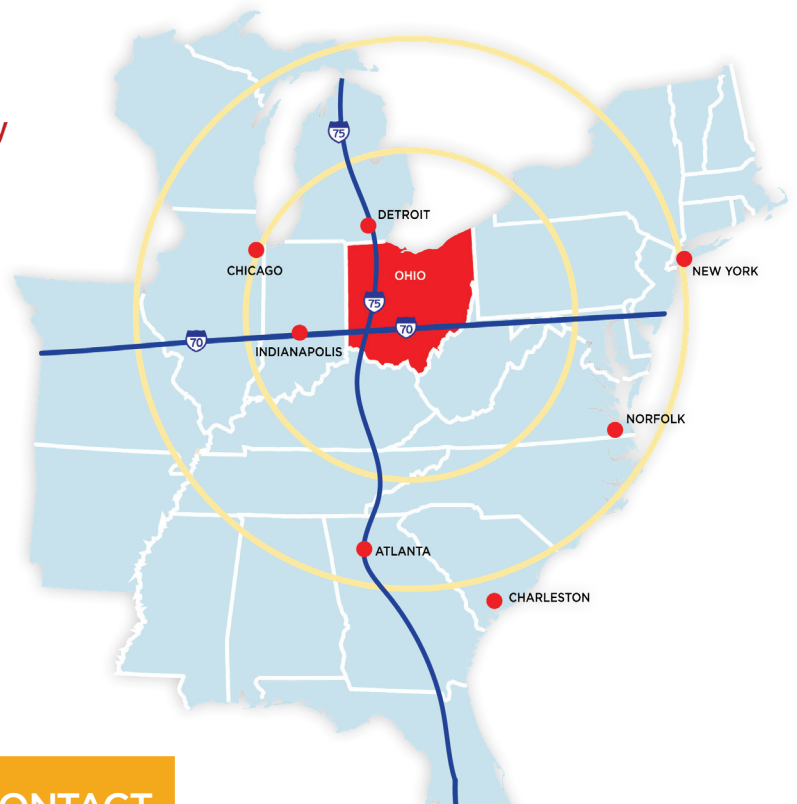 75
DETROIT
CHICAGO
OHIO
NEW YORK
75
70
70
INDIANAPOLIS
NORFOLK
ATLANTA
CHARLESTON